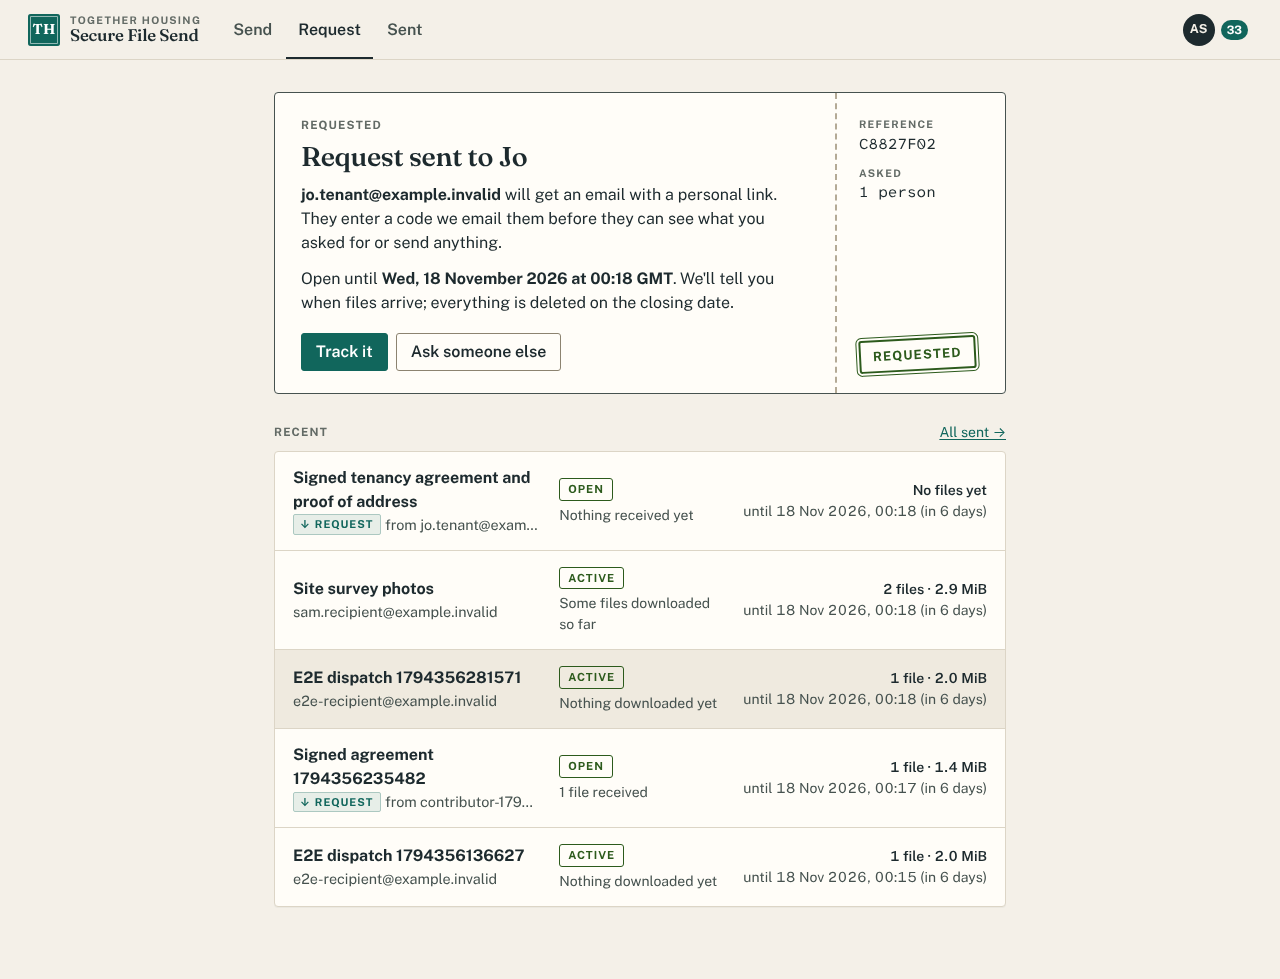 TH
TOGETHER HOUSING
Secure File Send
Send
Request
Sent
AS
33
REQUESTED
Request sent to Jo
jo.tenant@example.invalid will get an email with a personal link.
They enter a code we email them before they can see what you
asked for or send anything.
Open until Wed, 18 November 2026 at 00:18 GMT. We'll tell you
when files arrive; everything is deleted on the closing date.
Track it
Ask someone else
REFERENCE
C8827F02
ASKED
1 person
REQUESTED
RECENT
All sent →
Signed tenancy agreement and
proof of address
↓ REQUEST from jo.tenant@exam...
OPEN
Nothing received yet
No files yet
until 18 Nov 2026, 00:18 (in 6 days)
Site survey photos
sam.recipient@example.invalid
ACTIVE
Some files downloaded
so far
2 files · 2.9 MiB
until 18 Nov 2026, 00:18 (in 6 days)
E2E dispatch 1794356281571
e2e-recipient@example.invalid
ACTIVE
Nothing downloaded yet
1 file · 2.0 MiB
until 18 Nov 2026, 00:18 (in 6 days)
Signed agreement
1794356235482
↓ REQUEST from contributor-179...
OPEN
1 file received
1 file · 1.4 MiB
until 18 Nov 2026, 00:17 (in 6 days)
E2E dispatch 1794356136627
e2e-recipient@example.invalid
ACTIVE
Nothing downloaded yet
1 file · 2.0 MiB
until 18 Nov 2026, 00:15 (in 6 days)